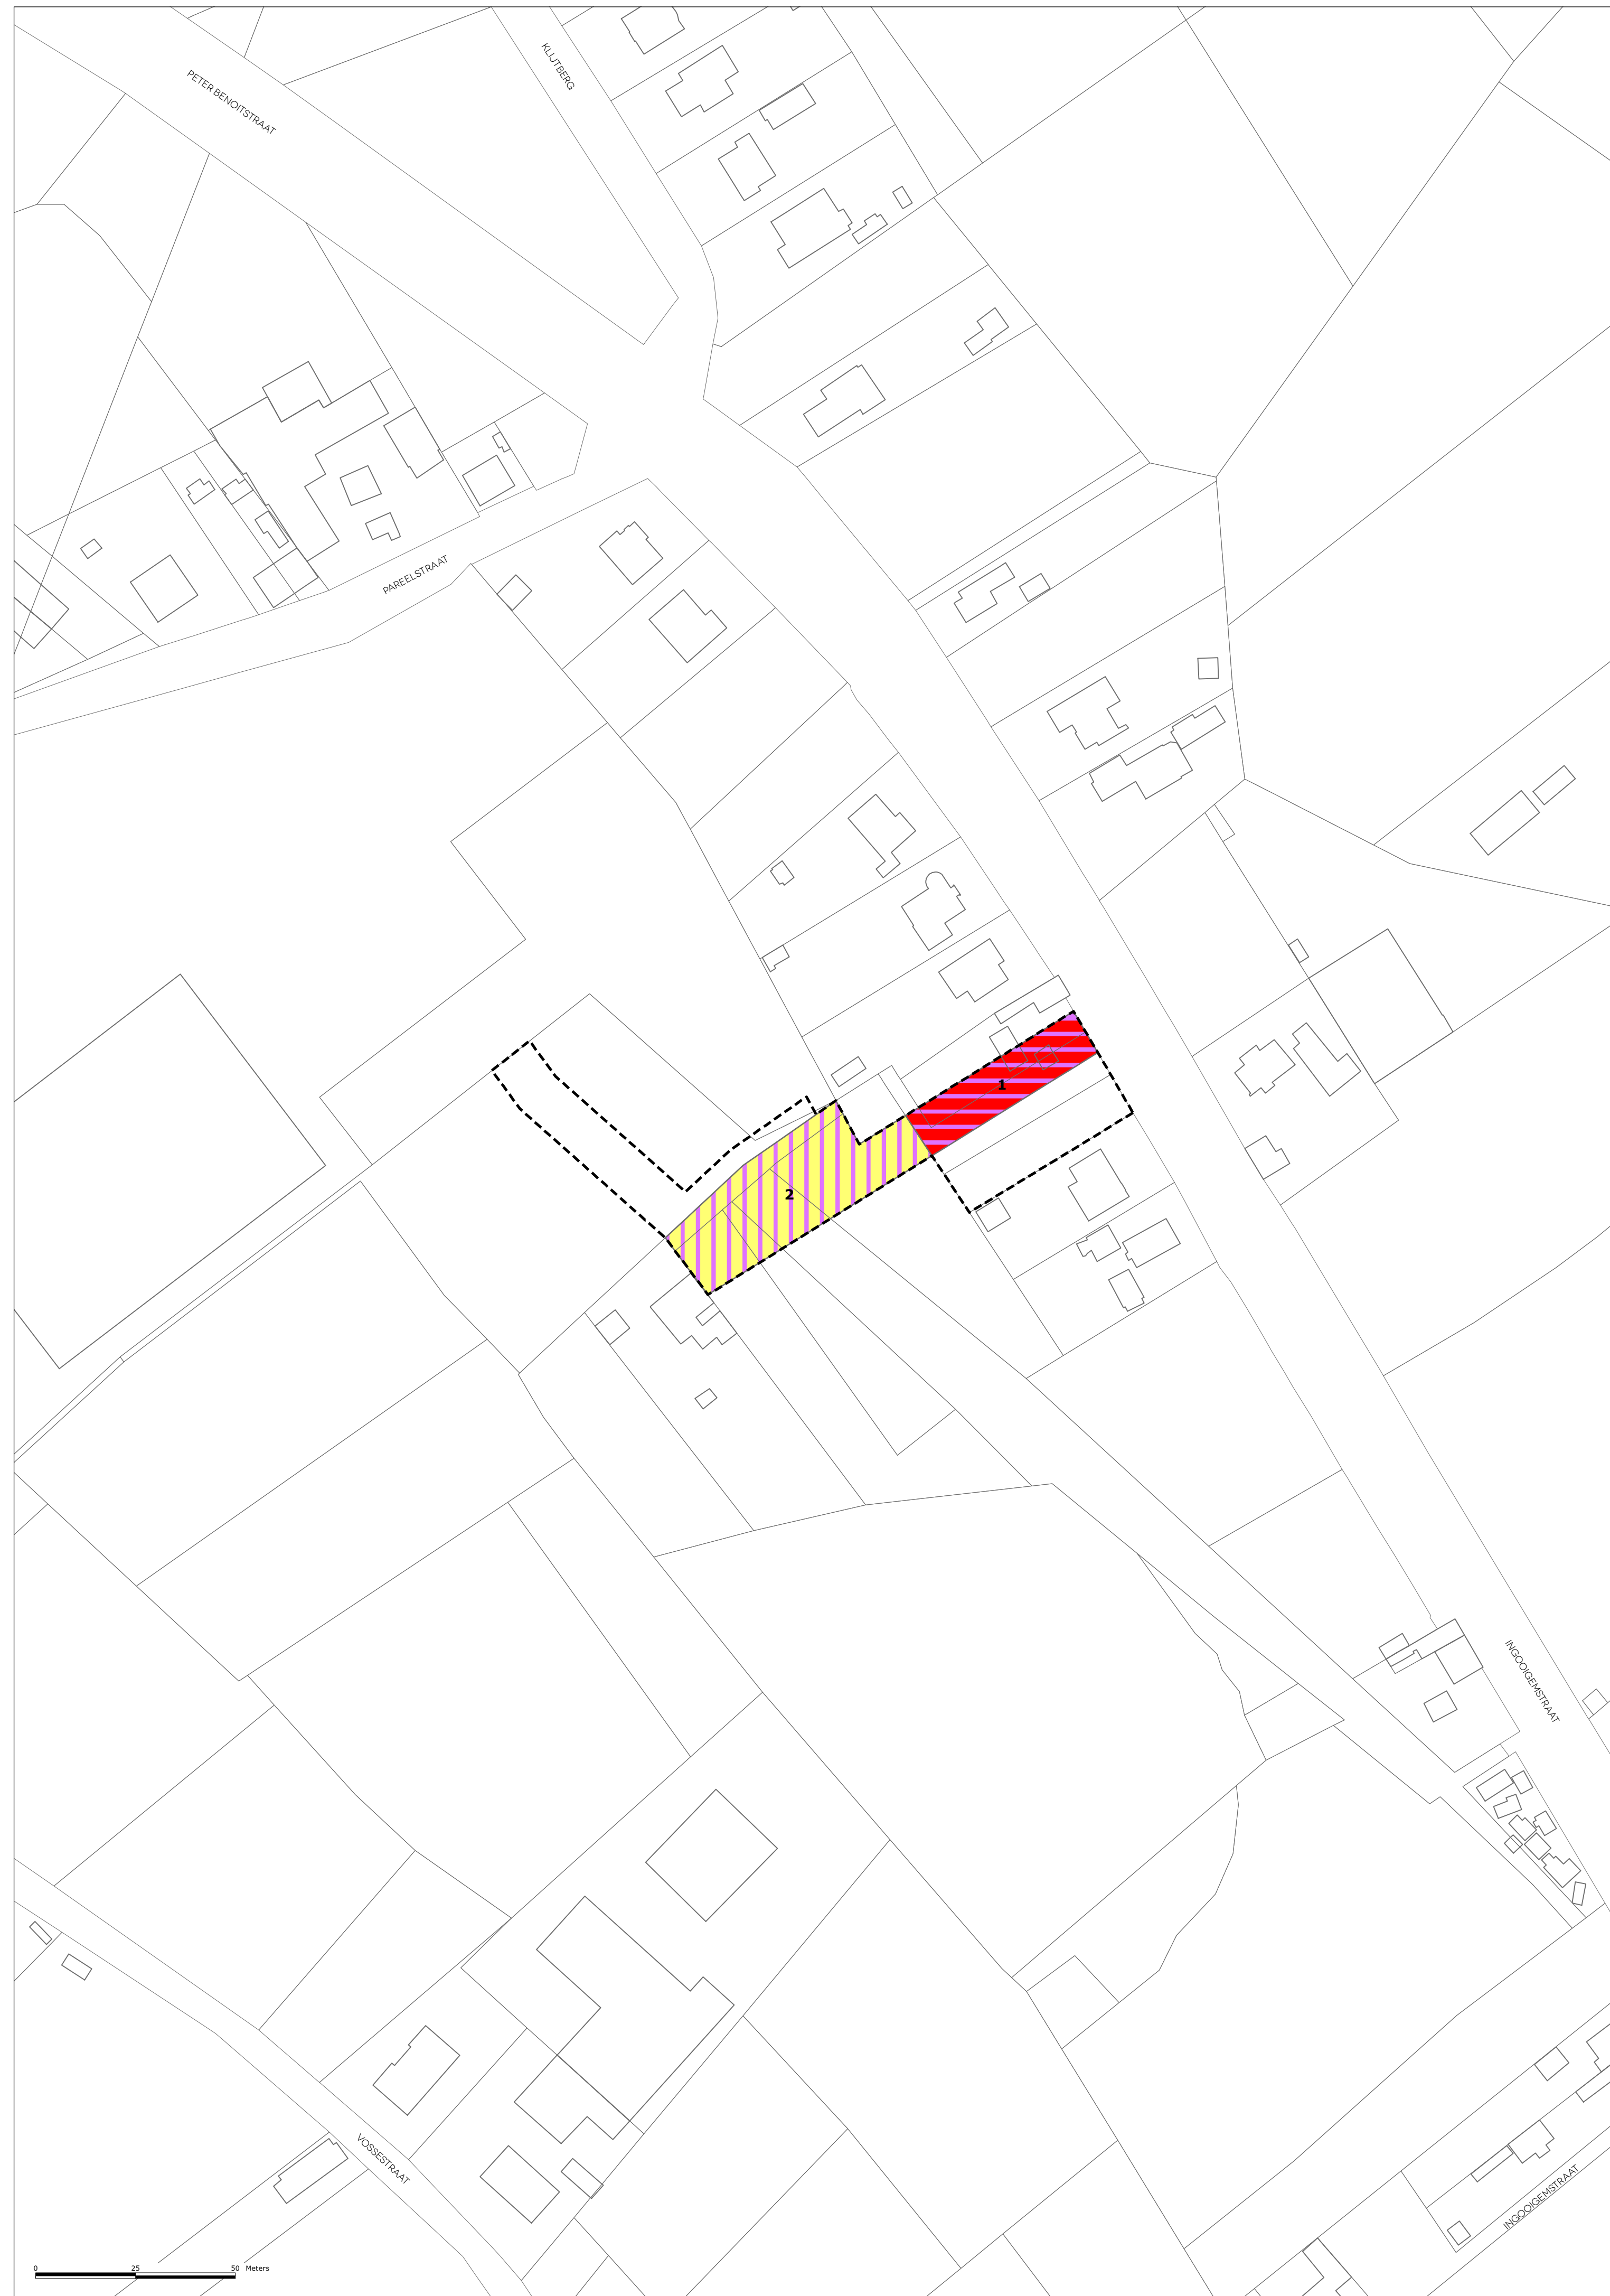 PETER BENOITSTRAAT
KLIJTBERG
PAREELSTRAAT
1
2
INGOOIGEMSTRAAT
VOSSESTRAAT
INGOOIGEMSTRAAT
0 25 50 Meters